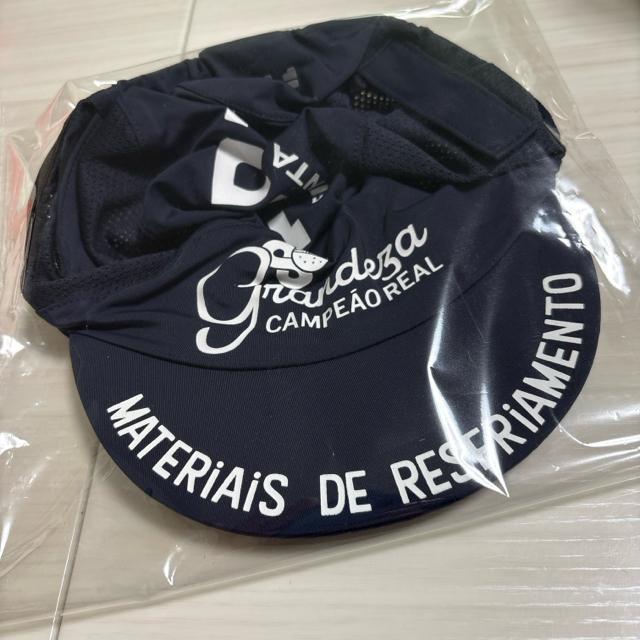 grandeza
CAMPEÃO REAL
MATERiAiS DE RESFRiAMENTO